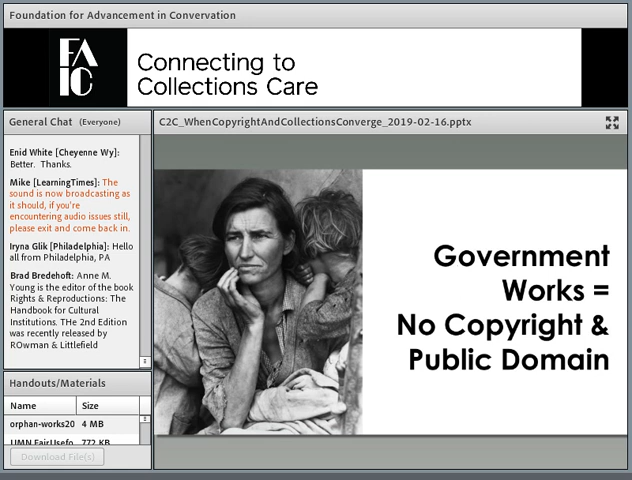 Foundation for Advancement in Convervation
FA
IC
Connecting to
Collections Care
General Chat (Everyone)
Enid White [Cheyenne Wy]:
Better. Thanks.
Mike [LearningTimes]: The
sound is now broadcasting as
it should, if you're
encountering audio issues still,
please exit and come back in.
Iryna Glik [Philadelphia]: Hello
all from Philadelphia, PA
Brad Bredehoft: Anne M.
Young is the editor of the book
Rights & Reproductions: The
Handbook for Cultural
Institutions. THe 2nd Edition
was recently released by
ROwman & Littlefield
Handouts/Materials
Name Size
orphan-works20 4 MB
UMN FairUsefo 772 KB
Download File(s)
C2C_WhenCopyrightAndCollectionsConverge_2019-02-16.pptx
Government
Works =
No Copyright &
Public Domain